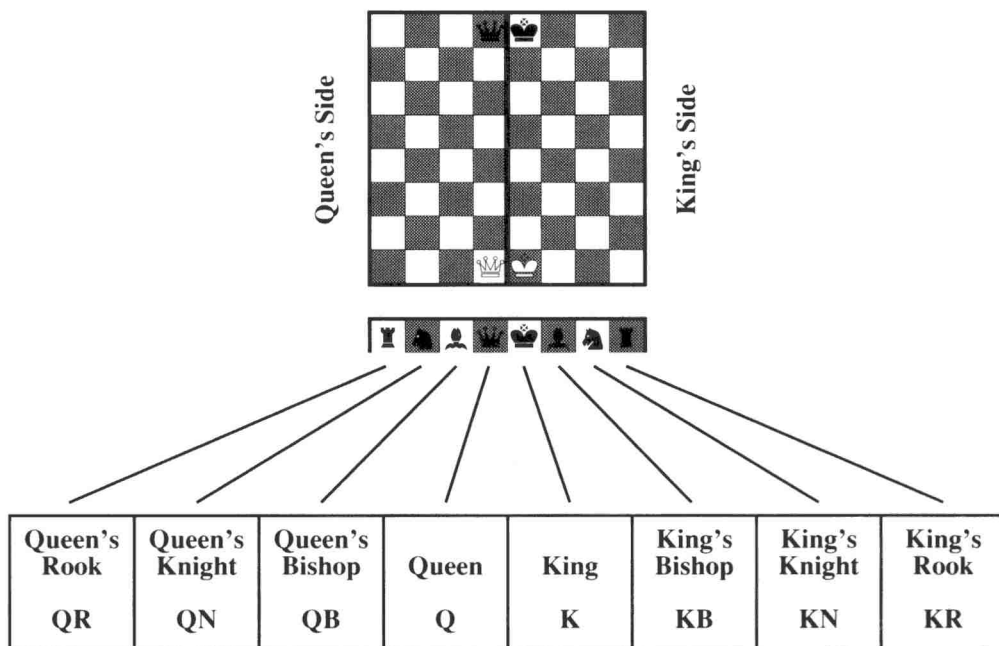 Queen's Side
King's Side
Queen's Rook
QR
Queen's Knight
QN
Queen's Bishop
QB
Queen
Q
King
K
King's Bishop
KB
King's Knight
KN
King's Rook
KR